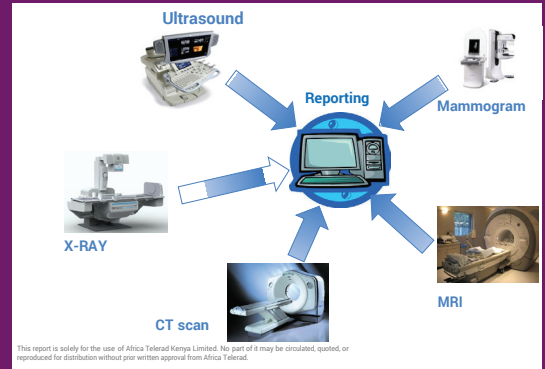 Ultrasound
Reporting
Mammogram
X-RAY
MRI
CT scan
This report is solely for the use of Africa Telerad Kenya Limited. No part of it may be circulated, quoted, or
reproduced for distribution without prior written approval from Africa Telerad.